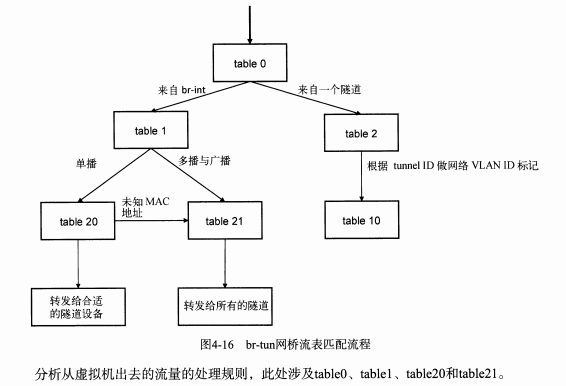 table 0
来自 br-int
来自一个隧道
table 1
table 2
单播
多播与广播
根据 tunnel ID 做网络 VLAN ID 标记
未知 MAC
地址
table 20
table 21
table 10
转发给合适
的隧道设备
转发给所有的隧道
图4-16 br-tun网桥流表匹配流程
分析从虚拟机出去的流量的处理规则，此处涉及table0、table1、table20和table21。